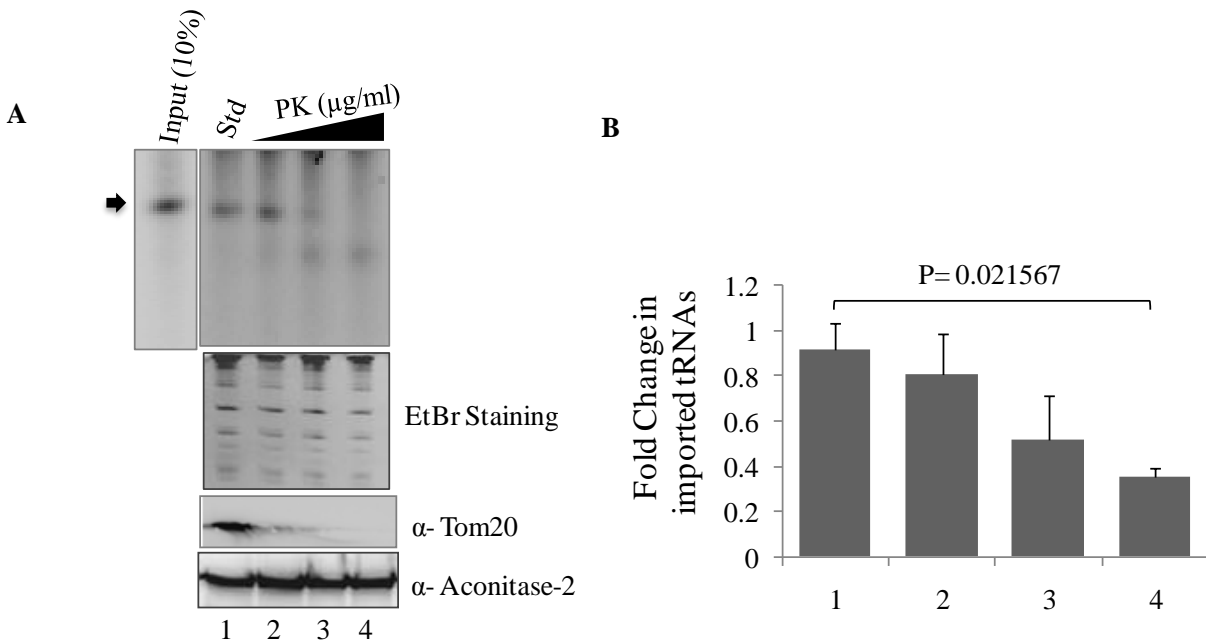 A
Input (10%)
Std
PK (µg/ml)
EtBr Staining
α- Tom20
α- Aconitase-2
1 2 3 4
B
P= 0.021567
Fold Change in
imported tRNAs
1.2
1
0.8
0.6
0.4
0.2
0
1 2 3 4